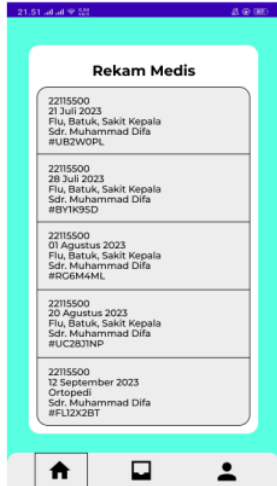 21.51
Rekam Medis
22115500
21 Juli 2023
Flu, Batuk, Sakit Kepala
Sdr. Muhammad Difa
#UB2W0PL
22115500
28 Juli 2023
Flu, Batuk, Sakit Kepala
Sdr. Muhammad Difa
#BY1K9SD
22115500
01 Agustus 2023
Flu, Batuk, Sakit Kepala
Sdr. Muhammad Difa
#RG6M4ML
22115500
20 Agustus 2023
Flu, Batuk, Sakit Kepala
Sdr. Muhammad Difa
#UC28J1NP
22115500
12 September 2023
Ortopedi
Sdr. Muhammad Difa
#FL12X2BT